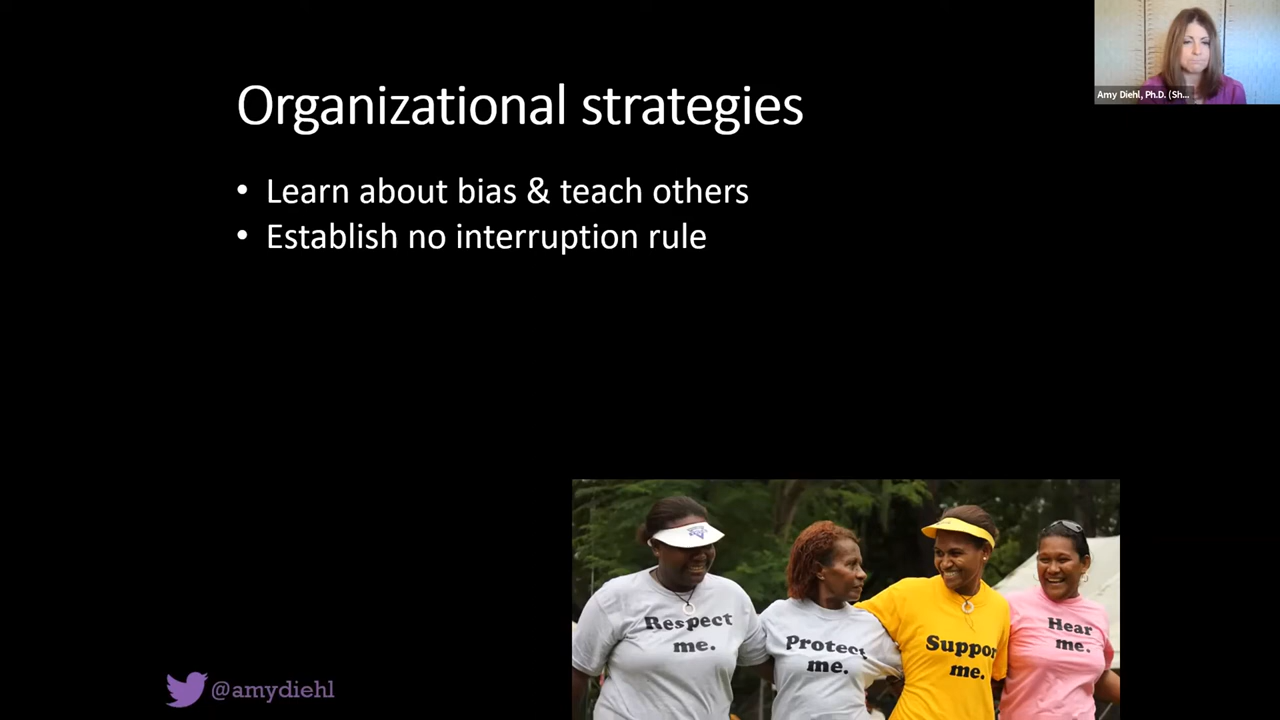 Organizational strategies
• Learn about bias & teach others
• Establish no interruption rule
Amy Diehl, Ph.D. (Sh...
Respect
me.
Protect
me.
Suppor
me.
Hear
me.
@amydiehl